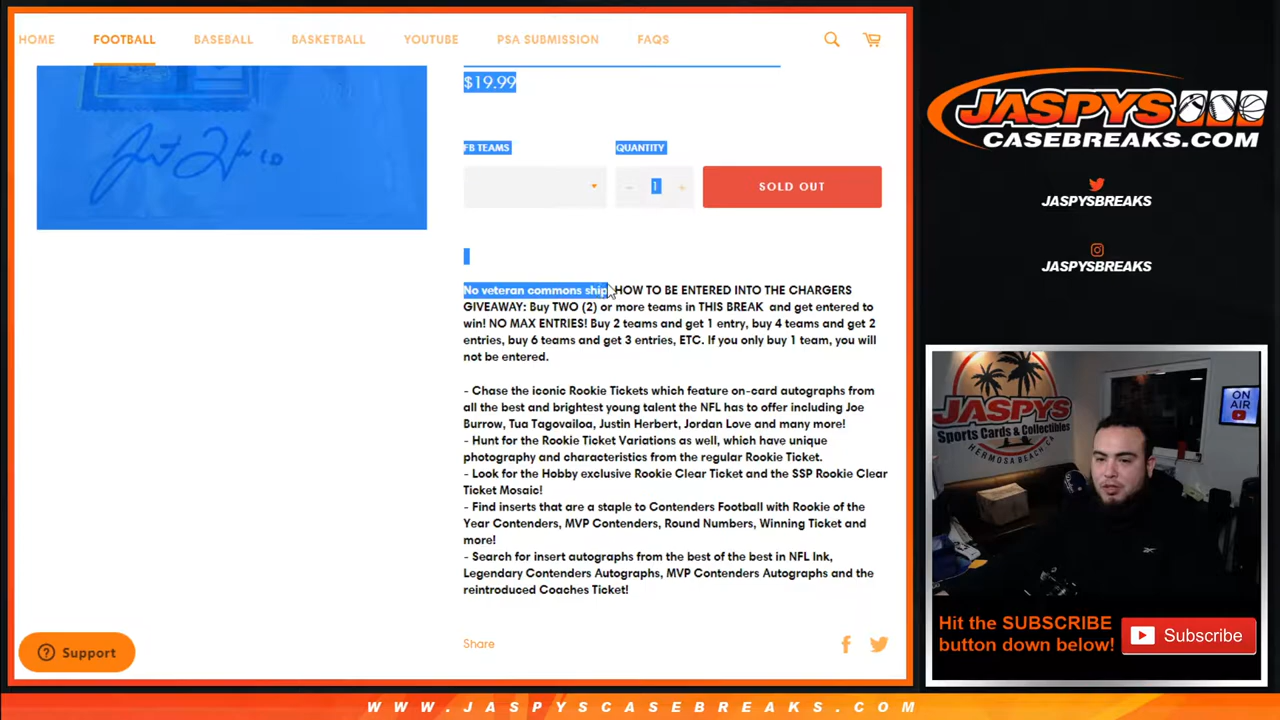 HOME
FOOTBALL
BASEBALL
BASKETBALL
YOUTUBE
PSA SUBMISSION
FAQS
$19.99
FB TEAMS
QUANTITY
− 1 +
SOLD OUT
No veteran commons ship. HOW TO BE ENTERED INTO THE CHARGERS
GIVEAWAY: Buy TWO (2) or more teams in THIS BREAK and get entered to
win! NO MAX ENTRIES! Buy 2 teams and get 1 entry, buy 4 teams and get 2
entries, buy 6 teams and get 3 entries, ETC. If you only buy 1 team, you will
not be entered.
- Chase the iconic Rookie Tickets which feature on-card autographs from
all the best and brightest young talent the NFL has to offer including Joe
Burrow, Tua Tagovailoa, Justin Herbert, Jordan Love and many more!
- Hunt for the Rookie Ticket Variations as well, which have unique
photography and characteristics from the regular Rookie Ticket.
- Look for the Hobby exclusive Rookie Clear Ticket and the SSP Rookie Clear
Ticket Mosaic!
- Find inserts that are a staple to Contenders Football with Rookie of the
Year Contenders, MVP Contenders, Round Numbers, Winning Ticket and
more!
- Search for insert autographs from the best of the best in NFL Ink,
Legendary Contenders Autographs, MVP Contenders Autographs and the
reintroduced Coaches Ticket!
Share
Support
JASPYS
CASEBREAKS.COM
JASPYSBREAKS
JASPYSBREAKS
JASPYS
Sports Cards & Collectibles
HERMOSA BEACH CA
ON
AIR
Hit the SUBSCRIBE
button down below!
Subscribe
WWW.JASPYSCASEBREAKS.COM